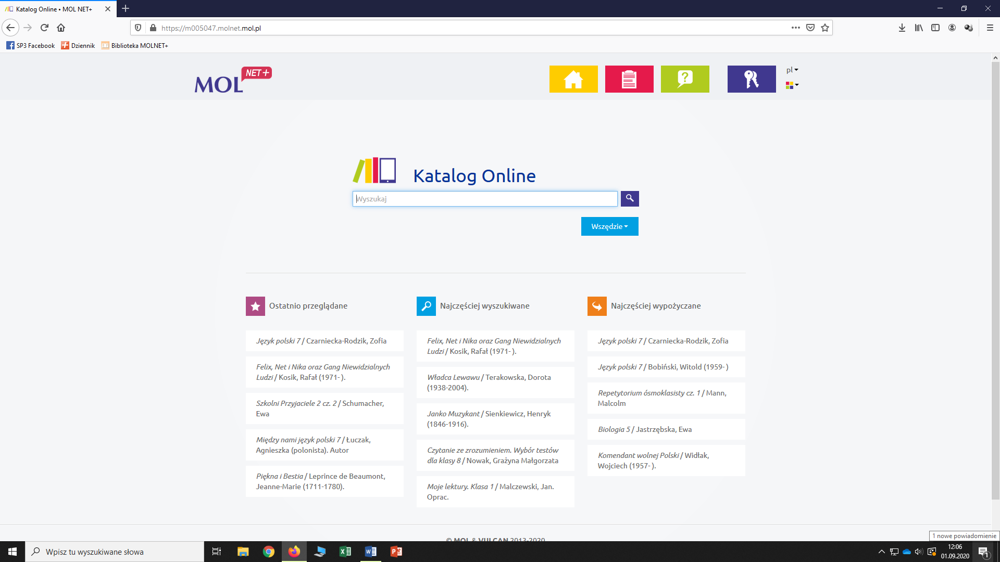 Katalog Online • MOL NET+
https://m005047.molnet.mol.pl
SP3 Facebook
Dziennik
Biblioteka MOLNET+
MOL NET+
pl
Katalog Online
Wyszukaj
Wszędzie
Ostatnio przeglądane
Język polski 7 / Czarniecka-Rodzik, Zofia
Felix, Net i Nika oraz Gang Niewidzialnych
Ludzi / Kosik, Rafał (1971- ).
Szkolni Przyjaciele 2 cz. 2 / Schumacher,
Ewa
Między nami język polski 7 / Łuczak,
Agnieszka (polonista). Autor
Piękna i Bestia / Leprince de Beaumont,
Jeanne-Marie (1711-1780).
Najczęściej wyszukiwane
Felix, Net i Nika oraz Gang Niewidzialnych
Ludzi / Kosik, Rafał (1971- ).
Władca Lewawu / Terakowska, Dorota
(1938-2004).
Janko Muzykant / Sienkiewicz, Henryk
(1846-1916).
Czytanie ze zrozumieniem. Wybór testów
dla klasy 8 / Nowak, Grażyna Małgorzata
Moje lektury. Klasa 1 / Malczewski, Jan.
Oprac.
Najczęściej wypożyczane
Język polski 7 / Czarniecka-Rodzik, Zofia
Język polski 7 / Bobiński, Witold (1959- )
Repetytorium ósmoklasisty cz. 1 / Mann,
Malcolm
Biologia 5 / Jastrzębska, Ewa
Komendant wolnej Polski / Widłak,
Wojciech (1957- ).
© MOL & VULCAN 2013-2020
1 nowe powiadomienie
Wpisz tu wyszukiwane słowa
12:06
01.09.2020
1